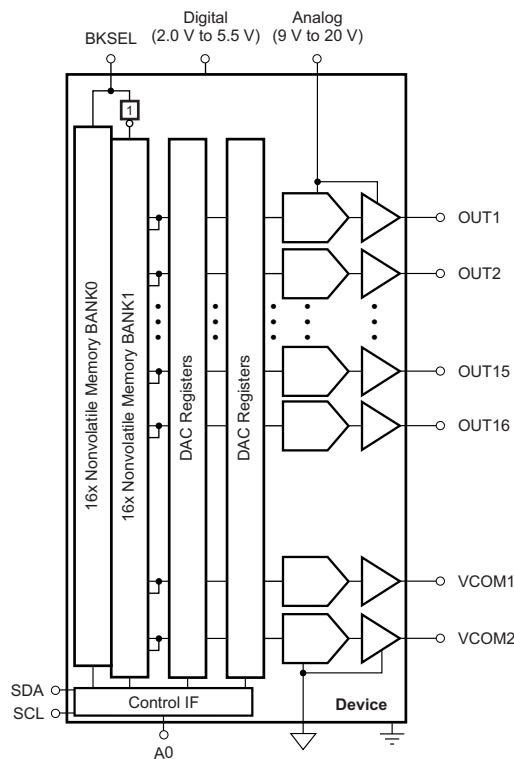 Digital
(2.0 V to 5.5 V)
Analog
(9 V to 20 V)
BKSEL
1
16x Nonvolatile Memory BANK0
16x Nonvolatile Memory BANK1
DAC Registers
DAC Registers
OUT1
OUT2
OUT15
OUT16
VCOM1
VCOM2
SDA
SCL
Control IF
Device
A0